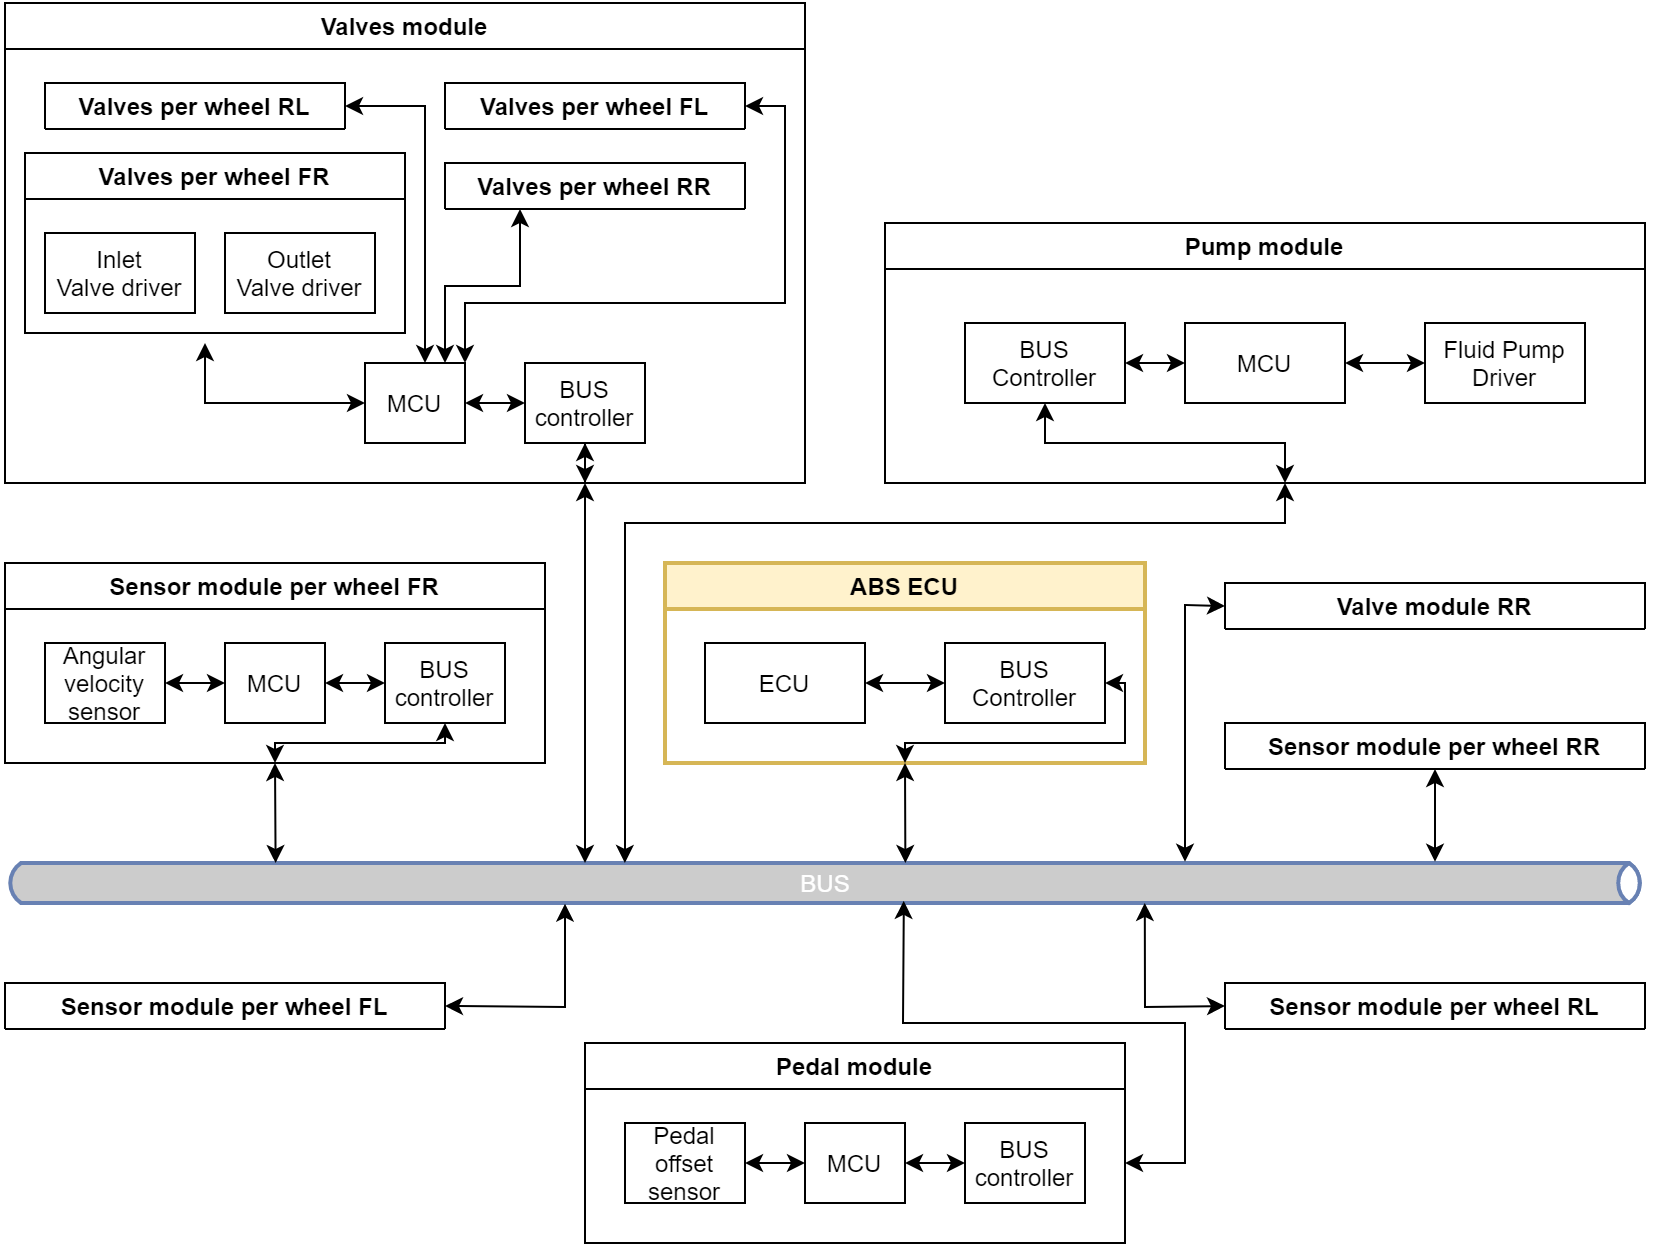 Valves module
Valves per wheel RL
Valves per wheel FL
Valves per wheel FR
Valves per wheel RR
Inlet
Valve driver
Outlet
Valve driver
MCU
BUS
controller
Pump module
BUS
Controller
MCU
Fluid Pump
Driver
Sensor module per wheel FR
Angular
velocity
sensor
MCU
BUS
controller
ABS ECU
ECU
BUS
Controller
Valve module RR
Sensor module per wheel RR
BUS
Sensor module per wheel FL
Sensor module per wheel RL
Pedal module
Pedal
offset
sensor
MCU
BUS
controller